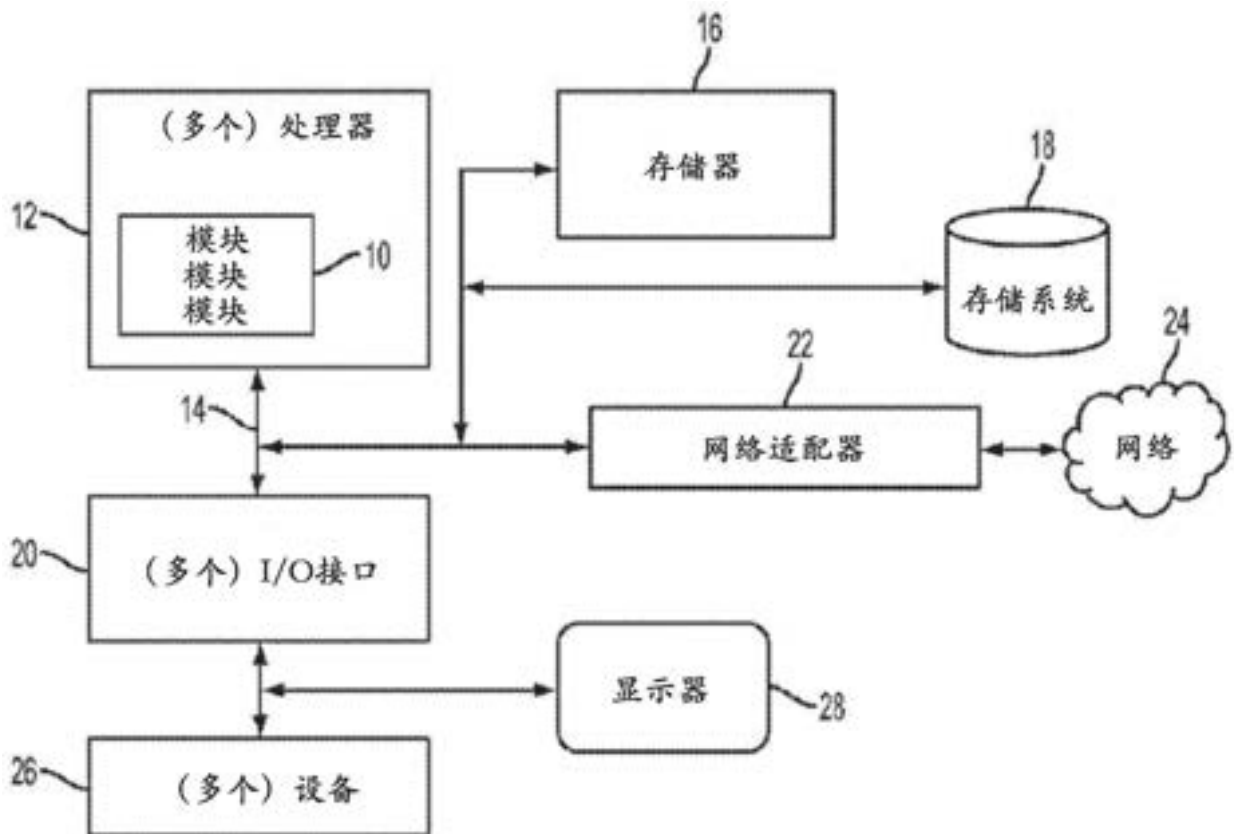 16
(多个) 处理器
18
12
存储器
模块
10
模块
模块
存储系统
24
22
14
网络适配器
网络
20
(多个) I/O接口
显示器
28
26
(多个) 设备